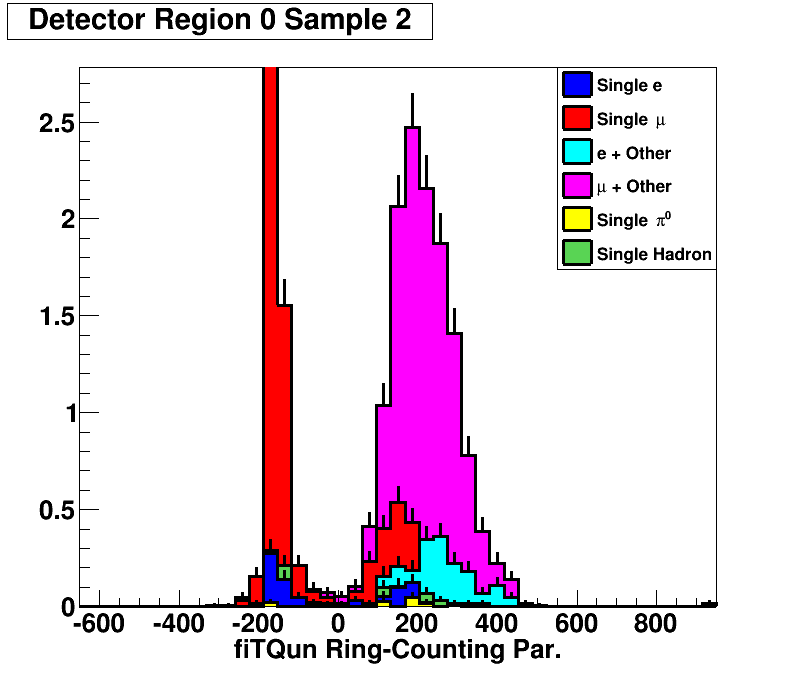 Detector Region 0 Sample 2
Single e
Single μ
e + Other
μ + Other
Single π⁰
Single Hadron
2.5
2
1.5
1
0.5
0
-600 -400 -200 0 200 400 600 800
fiTQun Ring-Counting Par.